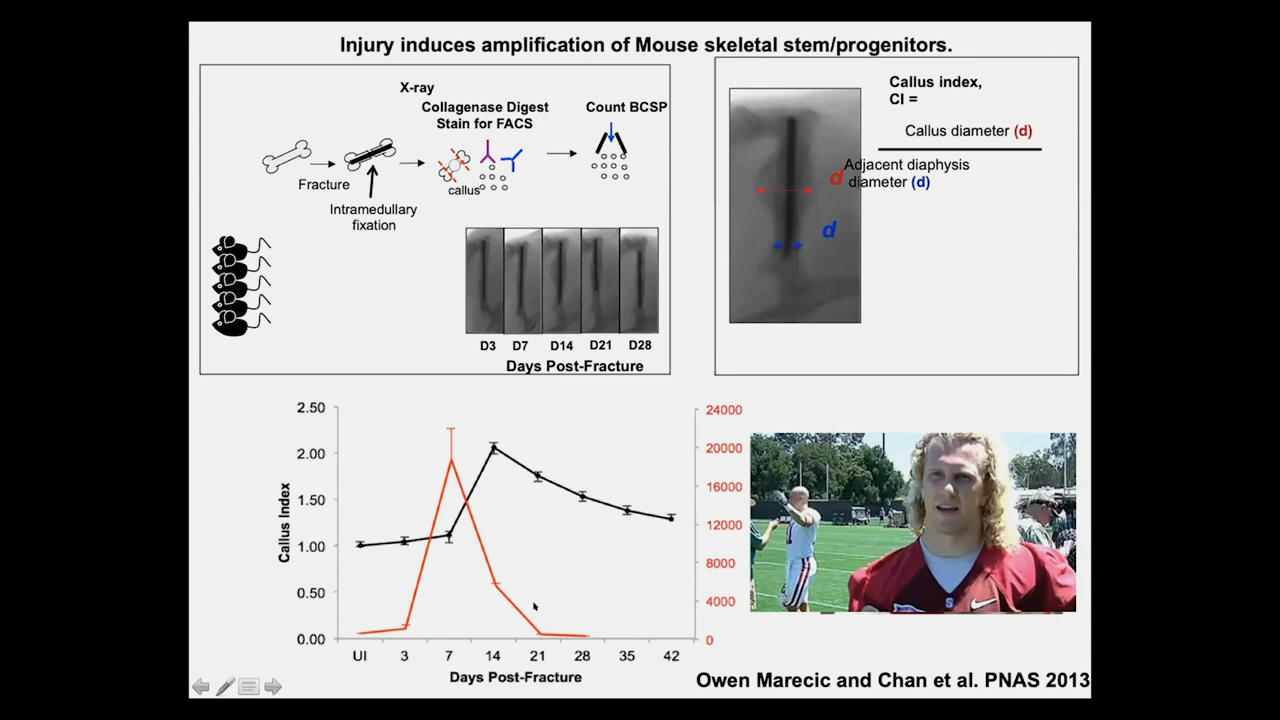 Injury induces amplification of Mouse skeletal stem/progenitors.
X-ray
Collagenase Digest
Stain for FACS
Count BCSP
Fracture
callus
Intramedullary
fixation
D3 D7 D14 D21 D28
Days Post-Fracture
Callus index,
CI =
Callus diameter (d)
Adjacent diaphysis
diameter (d)
d
d
Callus Index
2.50
2.00
1.50
1.00
0.50
0.00
24000
20000
16000
12000
8000
4000
0
UI 3 7 14 21 28 35 42
Days Post-Fracture
S
Owen Marecic and Chan et al. PNAS 2013